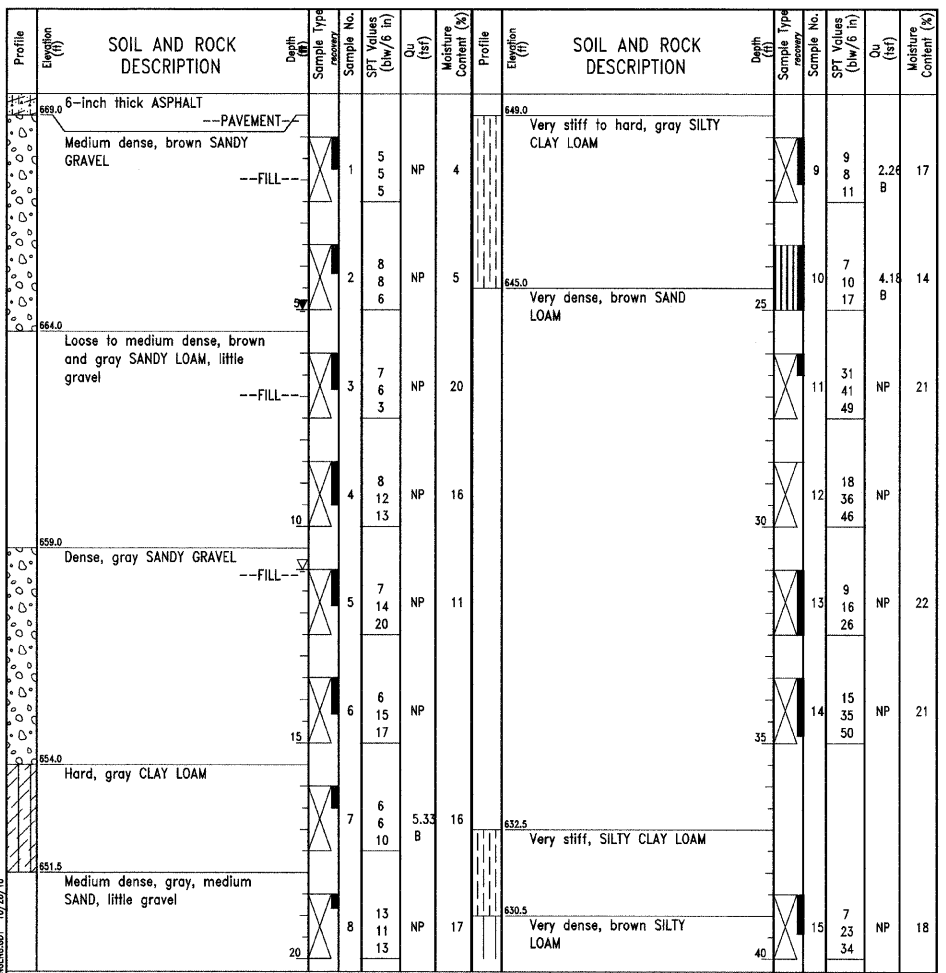 Profile
Elevation (ft)
SOIL AND ROCK DESCRIPTION
Depth (ft)
Sample Type
recovery
Sample No.
SPT Values (blw/6 in)
Qu (tsf)
Moisture Content (%)
6-inch thick ASPHALT
669.0
--PAVEMENT--
Medium dense, brown SANDY
GRAVEL
--FILL--
1
5
5
5
NP
4
2
8
8
6
NP
5
5
664.0
Loose to medium dense, brown
and gray SANDY LOAM, little
gravel
--FILL--
3
7
6
3
NP
20
4
8
12
13
NP
16
10
659.0
Dense, gray SANDY GRAVEL
--FILL--
5
7
14
20
NP
11
6
6
15
17
NP
15
654.0
Hard, gray CLAY LOAM
7
6
6
10
5.33
B
16
651.5
Medium dense, gray, medium
SAND, little gravel
8
13
11
13
NP
17
20
Profile
Elevation (ft)
SOIL AND ROCK DESCRIPTION
Depth (ft)
Sample Type
recovery
Sample No.
SPT Values (blw/6 in)
Qu (tsf)
Moisture Content (%)
649.0
Very stiff to hard, gray SILTY
CLAY LOAM
9
9
8
11
2.26
B
17
10
7
10
17
4.18
B
14
645.0
Very dense, brown SAND
LOAM
25
11
31
41
49
NP
21
12
18
36
46
NP
30
13
9
16
26
NP
22
14
15
35
50
NP
21
35
632.5
Very stiff, SILTY CLAY LOAM
630.5
Very dense, brown SILTY
LOAM
15
7
23
34
NP
18
40